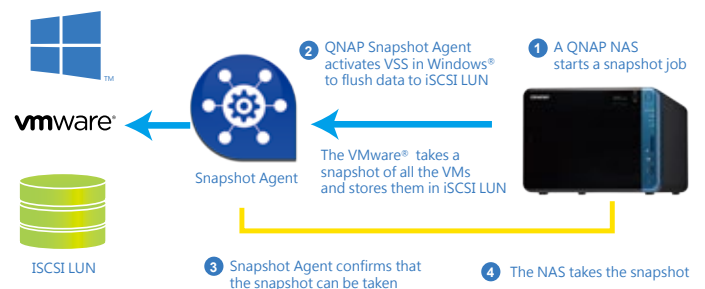 TM
vmware®
ISCSI LUN
Snapshot Agent
2 QNAP Snapshot Agent
activates VSS in Windows®
to flush data to iSCSI LUN
The VMware® takes a
snapshot of all the VMs
and stores them in iSCSI LUN
1 A QNAP NAS
starts a snapshot job
3 Snapshot Agent confirms that
the snapshot can be taken
4 The NAS takes the snapshot